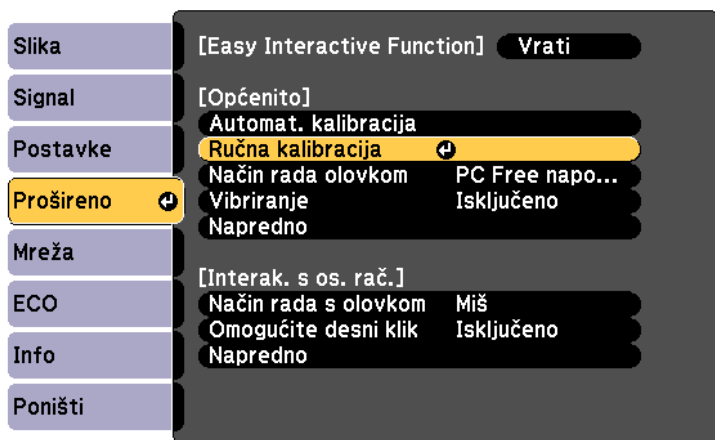 Slika
Signal
Postavke
Prošireno
Mreža
ECO
Info
Poništi
[Easy Interactive Function] Vrati
[Općenito]
Automat. kalibracija
Ručna kalibracija
Način rada olovkom PC Free napo...
Vibriranje Isključeno
Napredno
[Interak. s os. rač.]
Način rada s olovkom Miš
Omogućite desni klik Isključeno
Napredno